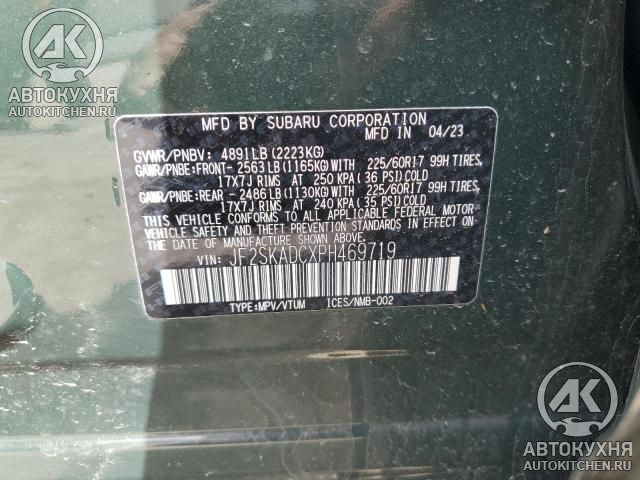 АК
АВТОКУХНЯ
AUTOKITCHEN.RU
MFD BY SUBARU CORPORATION
MFD IN 04/23
GVWR/PNBV: 4891LB(2223KG)
GAWR/PNBE:FRONT- 2563LB(1165KG)WITH 225/60R17 99H TIRES,
17X7J RIMS AT 250 KPA(36 PSI)COLD
GAWR/PNBE:REAR - 2486LB(1130KG)WITH 225/60R17 99H TIRES,
17X7J RIMS AT 240 KPA(35 PSI)COLD
THIS VEHICLE CONFORMS TO ALL APPLICABLE FEDERAL MOTOR
VEHICLE SAFETY AND THEFT PREVENTION STANDARDS IN EFFECT ON
THE DATE OF MANUFACTURE SHOWN ABOVE.
VIN: JF2SKADCXPH469719
TYPE:MPV/VTUM ICES/NMB-002
АК
АВТОКУХНЯ
AUTOKITCHEN.RU